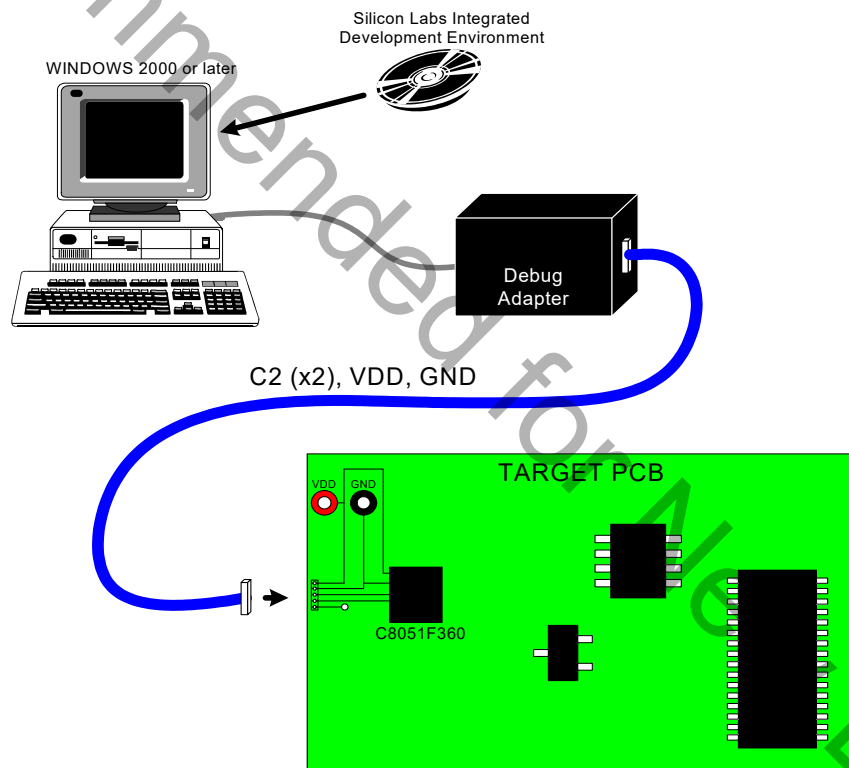 Silicon Labs Integrated
Development Environment
WINDOWS 2000 or later
Debug
Adapter
C2 (x2), VDD, GND
TARGET PCB
VDD
GND
C8051F360